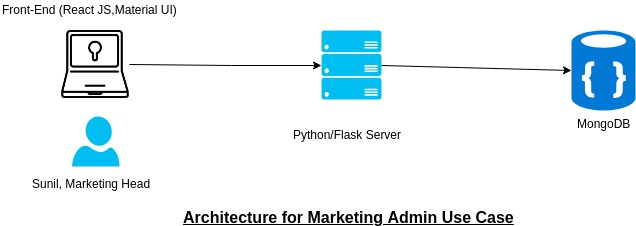 Front-End (React JS,Material UI)
Python/Flask Server
MongoDB
Sunil, Marketing Head
Architecture for Marketing Admin Use Case